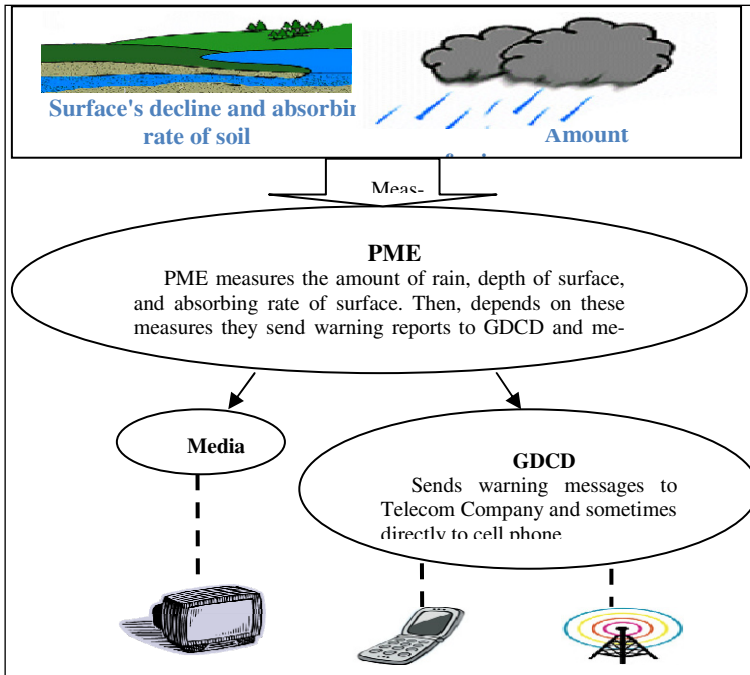 Surface's decline and absorbin
rate of soil
Amount
Meas-
PME
PME measures the amount of rain, depth of surface,
and absorbing rate of surface. Then, depends on these
measures they send warning reports to GDCD and me-
Media
GDCD
Sends warning messages to
Telecom Company and sometimes
directly to cell phone